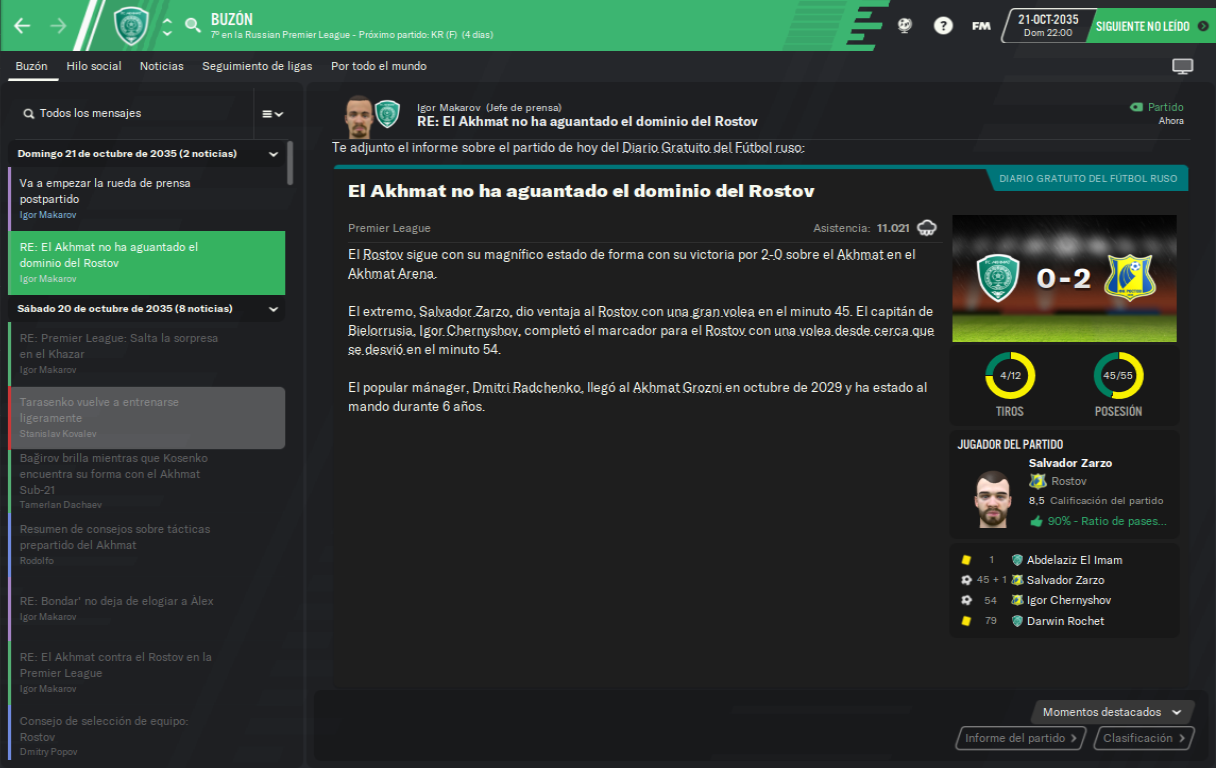 BUZÓN
7º en la Russian Premier League - Próximo partido: KR (F) (4 días)
?
FM
21-OCT-2035
Dom 22:00
SIGUIENTE NO LEÍDO
Buzón
Hilo social
Noticias
Seguimiento de ligas
Por todo el mundo
Todos los mensajes
Domingo 21 de octubre de 2035 (2 noticias)
Va a empezar la rueda de prensa
postpartido
Igor Makarov
RE: El Akhmat no ha aguantado el
dominio del Rostov
Igor Makarov
Sábado 20 de octubre de 2035 (8 noticias)
RE: Premier League: Salta la sorpresa
en el Khazar
Igor Makarov
Tarasenko vuelve a entrenarse
ligeramente
Stanislav Kovalev
Bağirov brilla mientras que Kosenko
encuentra su forma con el Akhmat
Sub-21
Tamerlan Dachaev
Resumen de consejos sobre tácticas
prepartido del Akhmat
Rodolfo
RE: Bondar' no deja de elogiar a Àlex
Igor Makarov
RE: El Akhmat contra el Rostov en la
Premier League
Igor Makarov
Consejo de selección de equipo:
Rostov
Dmitry Popov
Igor Makarov (Jefe de prensa)
RE: El Akhmat no ha aguantado el dominio del Rostov
Partido
Ahora
Te adjunto el informe sobre el partido de hoy del Diario Gratuito del Fútbol ruso:
DIARIO GRATUITO DEL FÚTBOL RUSO
El Akhmat no ha aguantado el dominio del Rostov
Premier League
Asistencia: 11.021
El Rostov sigue con su magnífico estado de forma con su victoria por 2-0 sobre el Akhmat en el
Akhmat Arena.
El extremo, Salvador Zarzo, dio ventaja al Rostov con una gran volea en el minuto 45. El capitán de
Bielorrusia, Igor Chernyshov, completó el marcador para el Rostov con una volea desde cerca que
se desvió en el minuto 54.
El popular mánager, Dmitri Radchenko, llegó al Akhmat Grozni en octubre de 2029 y ha estado al
mando durante 6 años.
0-2
4/12
45/55
TIROS
POSESIÓN
JUGADOR DEL PARTIDO
Salvador Zarzo
Rostov
8,5 Calificación del partido
90% - Ratio de pases...
1 Abdelaziz El Imam
45 + 1 Salvador Zarzo
54 Igor Chernyshov
79 Darwin Rochet
Momentos destacados
Informe del partido
Clasificación